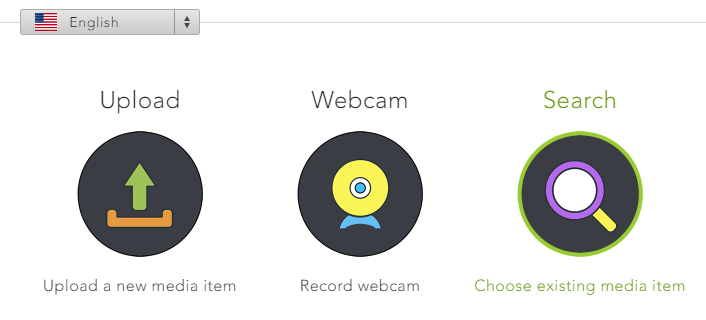 English
Upload
Webcam
Search
Upload a new media item
Record webcam
Choose existing media item